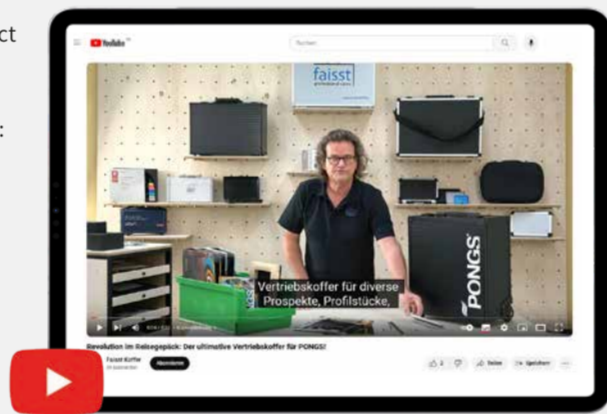 ct
:
YouTube
Suchen
faisst
PONGS
Vertriebskoffer für diverse
Prospekte, Profilstücke,
Revolution im Reisegepäck: Der ultimative Vertriebskoffer für PONGS!
Faisst Koffer
Abonnieren
2
Teilen
Speichern